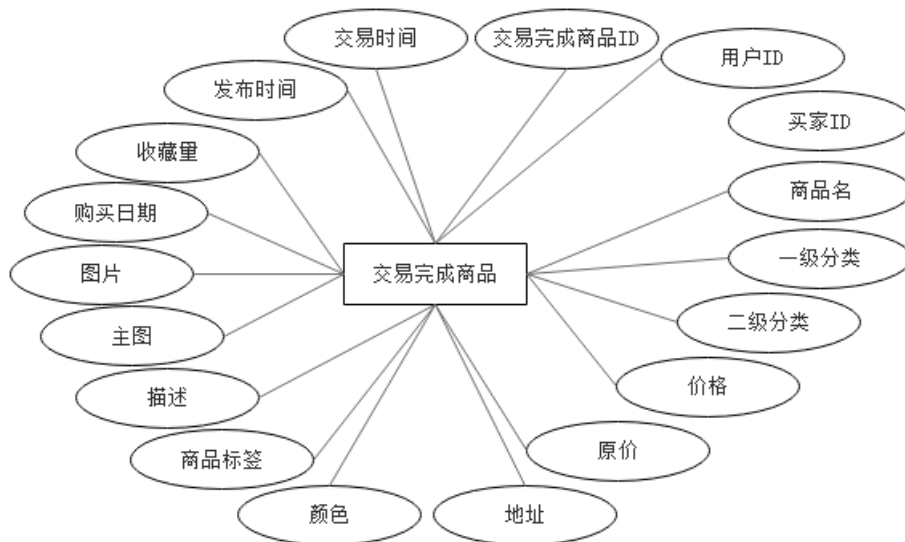 交易时间
交易完成商品ID
用户ID
发布时间
买家ID
收藏量
商品名
购买日期
一级分类
图片
交易完成商品
二级分类
主图
价格
描述
原价
商品标签
颜色
地址